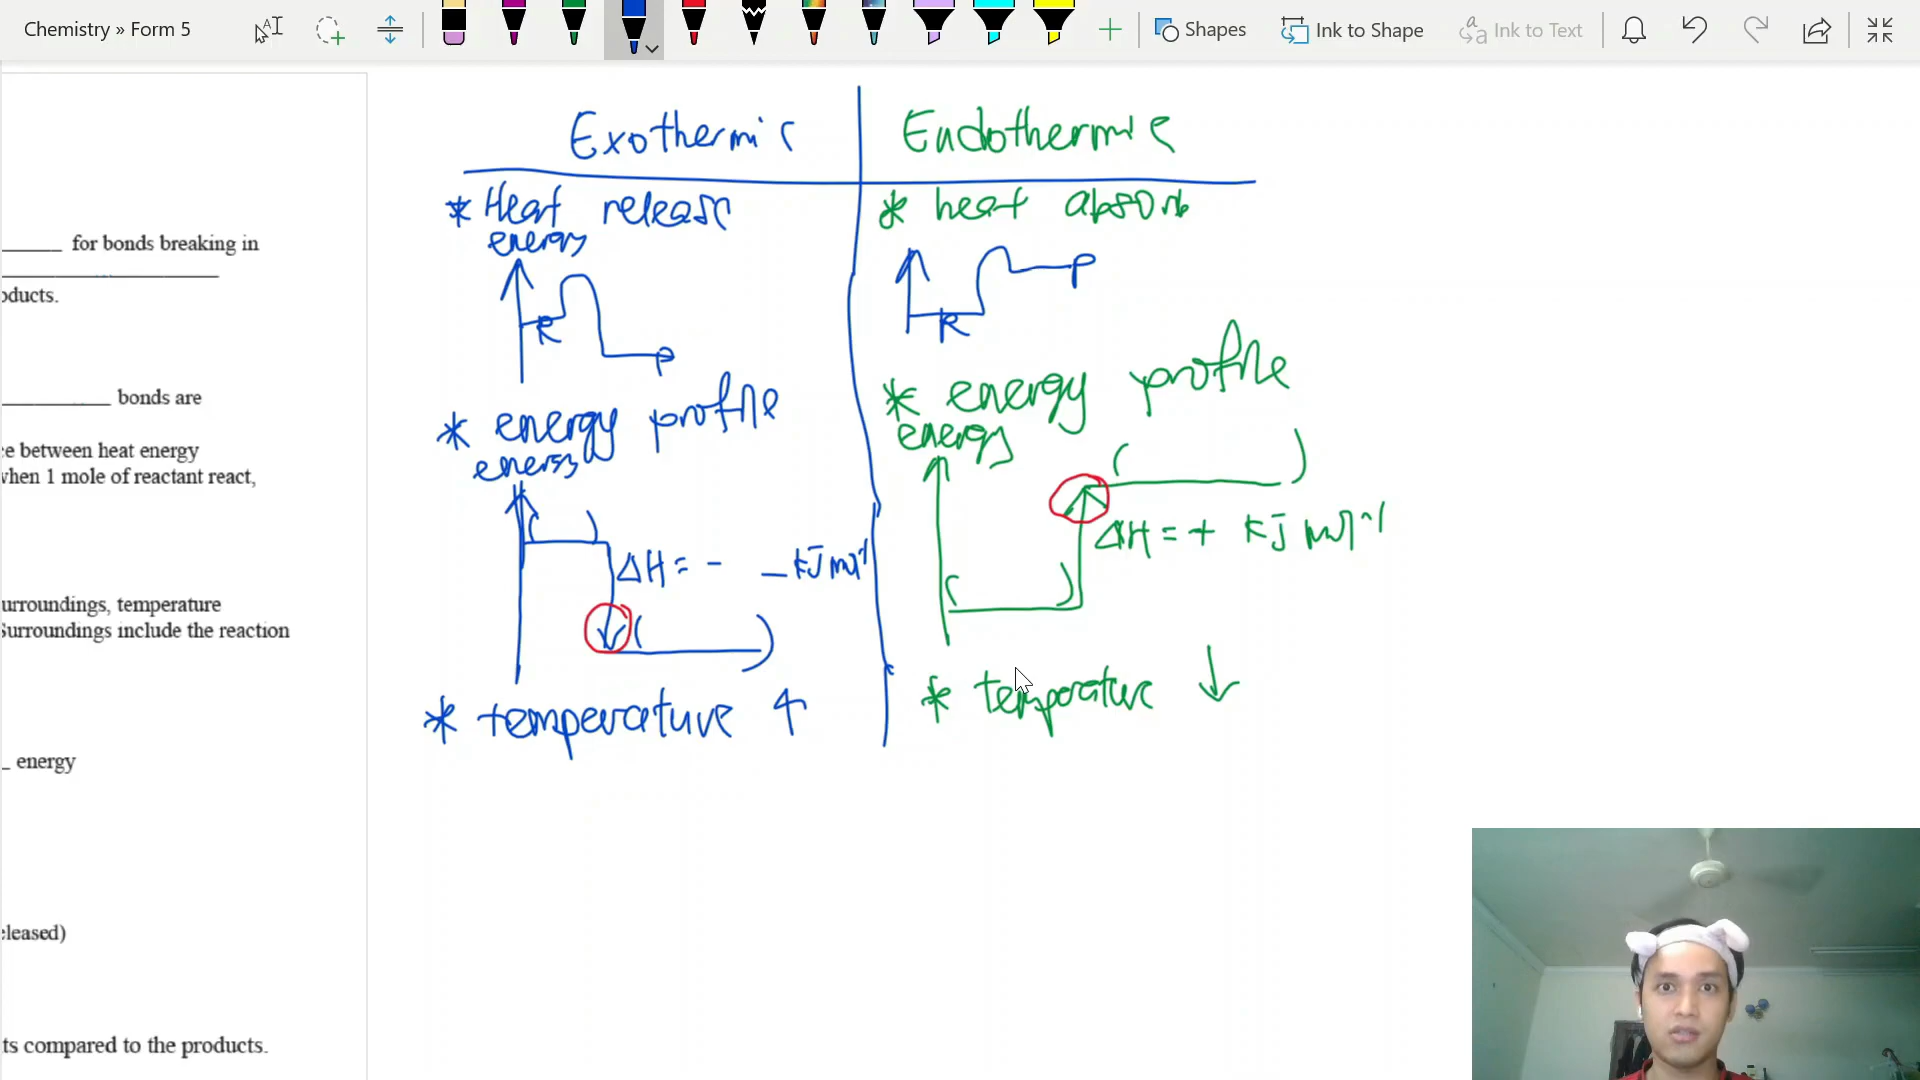 Chemistry » Form 5
Shapes
Ink to Shape
Ink to Text
for bonds breaking in
oducts.
bonds are
e between heat energy
when 1 mole of reactant react,
urroundings, temperature
Surroundings include the reaction
energy
eleased)
ts compared to the products.
Exothermic
* Heat release
energy
R
P
* energy profile
energy
( )
ΔH = - _ kJ mol⁻¹
( )
* temperature ↑
Endothermic
* heat absorb
R
P
* energy profile
energy
( )
ΔH = + kJ mol⁻¹
( )
* temperature ↓